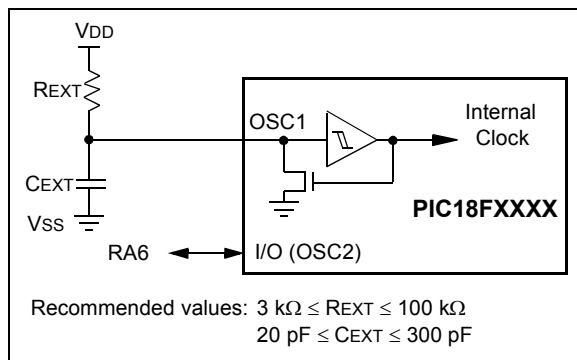 VDD
REXT
OSC1
Internal
Clock
CEXT
PIC18FXXXX
VSS
RA6
I/O (OSC2)
Recommended values: 3 kΩ ≤ REXT ≤ 100 kΩ
20 pF ≤ CEXT ≤ 300 pF